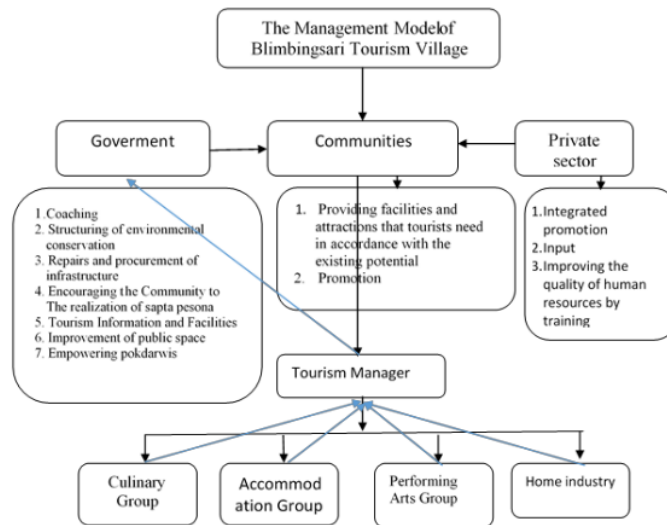 The Management Modelof
Blimbingsari Tourism Village
Goverment
Communities
Private
sector
1.Coaching
2. Structuring of environmental
conservation
3. Repairs and procurement of
infrastructure
4. Encouraging the Community to
The realization of sapta pesona
5. Tourism Information and Facilities
6. Improvement of public space
7. Empowering pokdarwis
1. Providing facilities and
attractions that tourists need
in accordance with the
existing potential
2. Promotion
1.Integrated
promotion
2.Input
3.Improving the
quality of human
resources by
training
Tourism Manager
Culinary
Group
Accommod
ation Group
Performing
Arts Group
Home industry